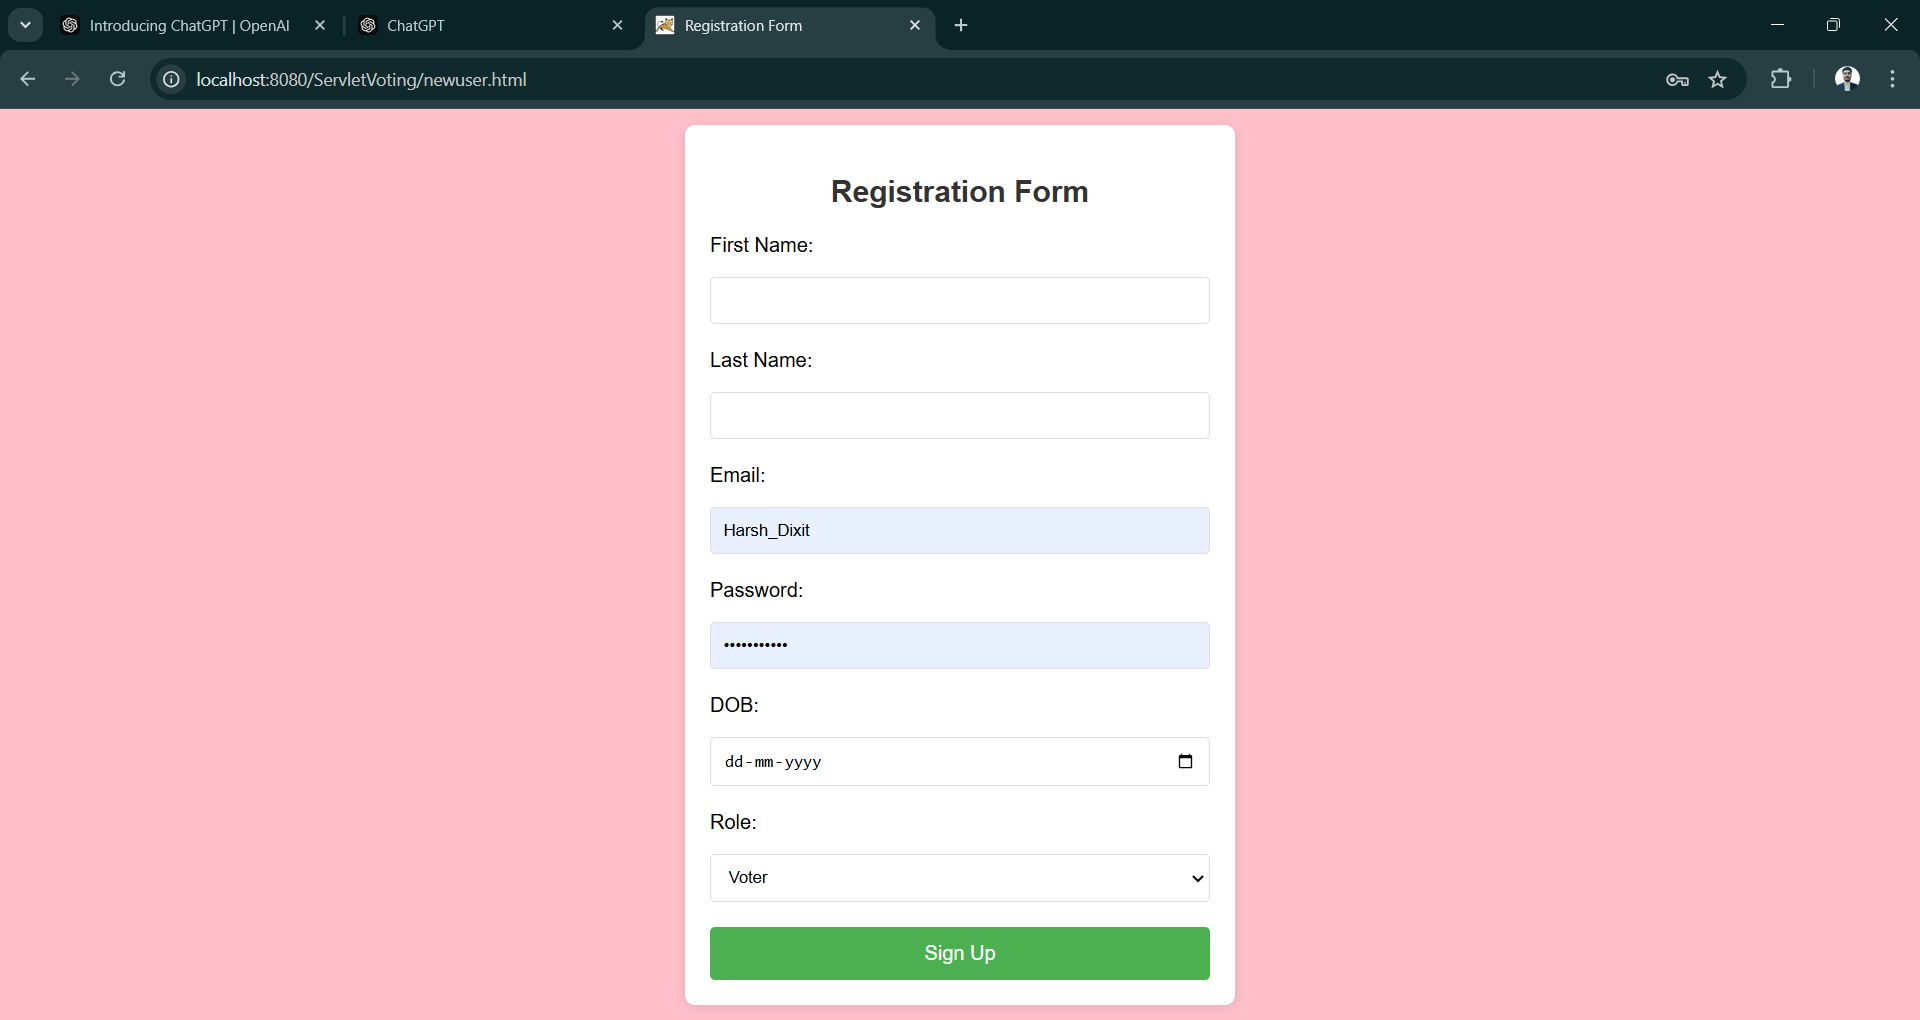 Introducing ChatGPT | OpenAI
ChatGPT
Registration Form
localhost:8080/ServletVoting/newuser.html
Registration Form
First Name:
Last Name:
Email:
Harsh_Dixit
Password:
•••••••••••
DOB:
dd-mm-yyyy
Role:
Voter
Sign Up